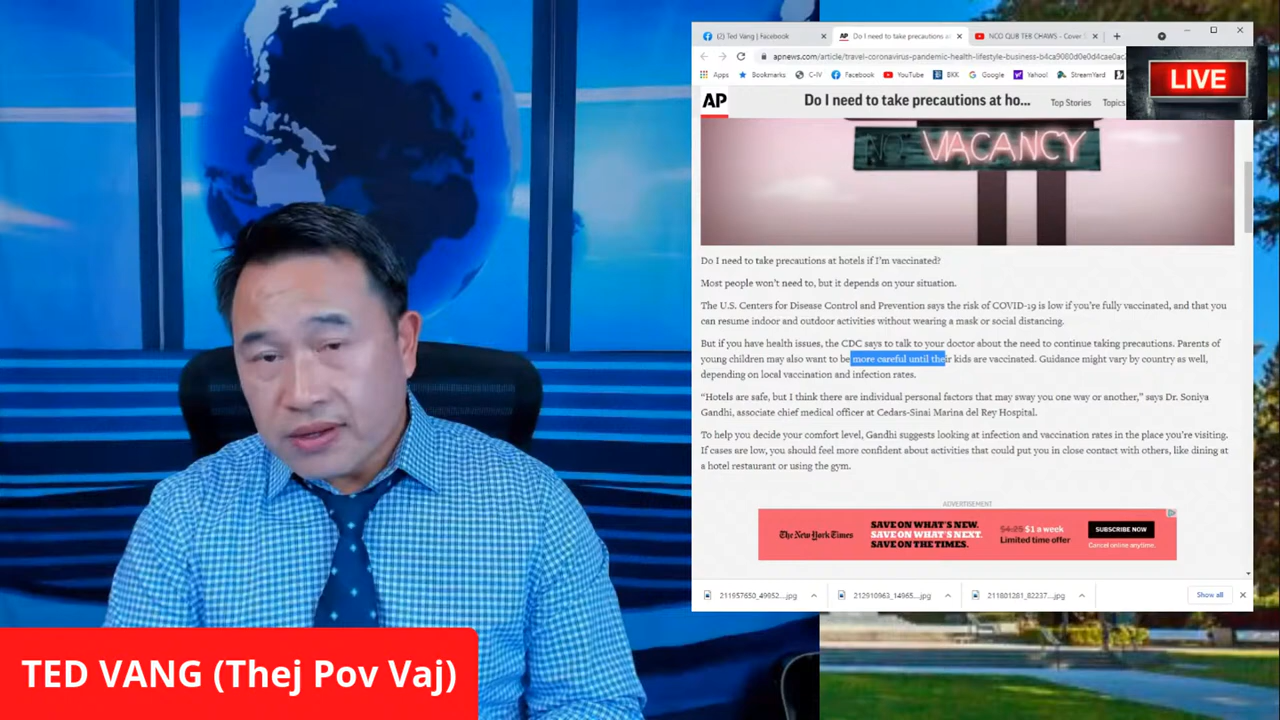 (2) Ted Vang | Facebook
Do I need to take precautions a
NCO QUB TEB CHAWS - Cover S
apnews.com/article/travel-coronavirus-pandemic-health-lifestyle-business-b4ca9080d0e0d4cae0ac
Apps
Bookmarks
C-IV
Facebook
YouTube
BKK
Google
Yahoo!
StreamYard
LIVE
AP
Do I need to take precautions at ho...
Top Stories
Topics
NO VACANCY
Do I need to take precautions at hotels if I'm vaccinated?
Most people won't need to, but it depends on your situation.
The U.S. Centers for Disease Control and Prevention says the risk of COVID-19 is low if you're fully vaccinated, and that you
can resume indoor and outdoor activities without wearing a mask or social distancing.
But if you have health issues, the CDC says to talk to your doctor about the need to continue taking precautions. Parents of
young children may also want to be more careful until their kids are vaccinated. Guidance might vary by country as well,
depending on local vaccination and infection rates.
“Hotels are safe, but I think there are individual personal factors that may sway you one way or another,” says Dr. Soniya
Gandhi, associate chief medical officer at Cedars-Sinai Marina del Rey Hospital.
To help you decide your comfort level, Gandhi suggests looking at infection and vaccination rates in the place you're visiting.
If cases are low, you should feel more confident about activities that could put you in close contact with others, like dining at
a hotel restaurant or using the gym.
ADVERTISEMENT
The New York Times
SAVE ON WHAT'S NEW.
SAVE ON WHAT'S NEXT.
SAVE ON THE TIMES.
$4.25 $1 a week
Limited time offer
SUBSCRIBE NOW
Cancel online anytime.
211957650_49952....jpg
212910963_14965....jpg
211801281_82237....jpg
Show all
TED VANG (Thej Pov Vaj)